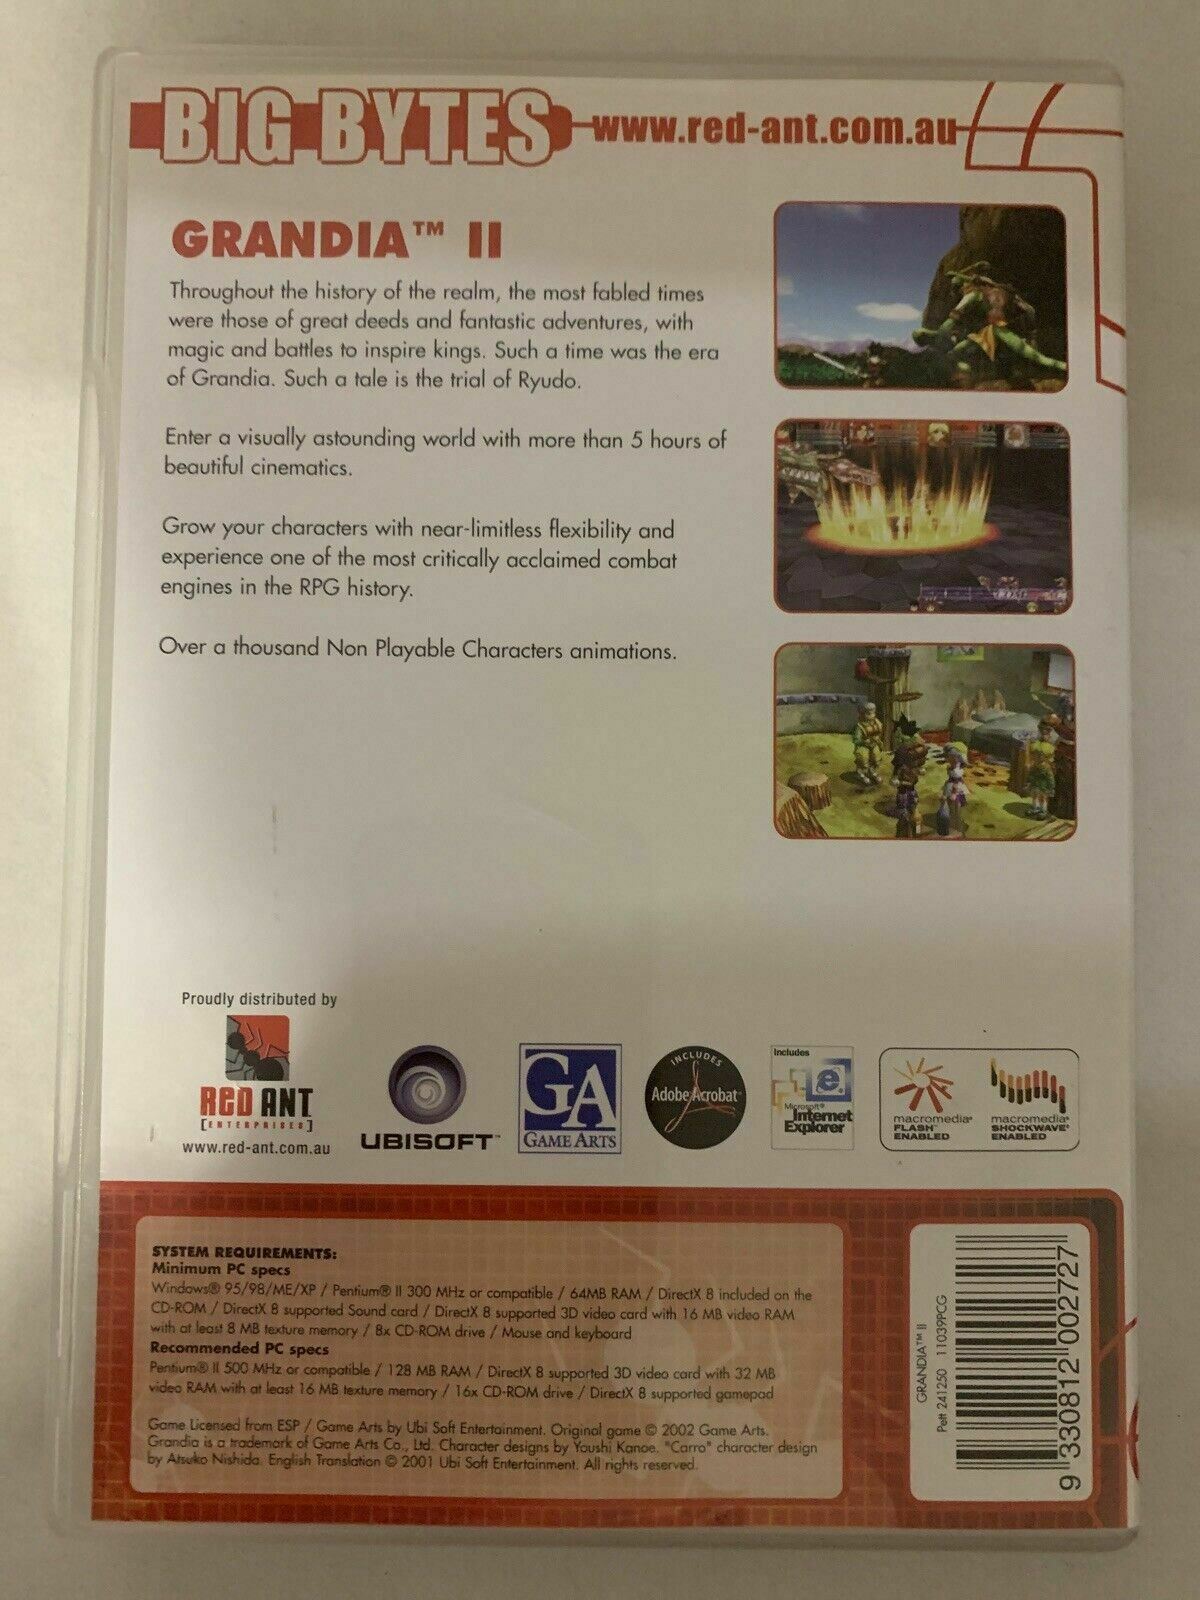 BIG BYTES
www.red-ant.com.au
GRANDIA™ II
Throughout the history of the realm, the most fabled times
were those of great deeds and fantastic adventures, with
magic and battles to inspire kings. Such a time was the era
of Grandia. Such a tale is the trial of Ryudo.
Enter a visually astounding world with more than 5 hours of
beautiful cinematics.
Grow your characters with near-limitless flexibility and
experience one of the most critically acclaimed combat
engines in the RPG history.
Over a thousand Non Playable Characters animations.
Proudly distributed by
RED ANT
[ENTERPRISES]
www.red-ant.com.au
UBISOFT™
GA
GAME ARTS
INCLUDES
Adobe Acrobat
Includes
Microsoft®
Internet
Explorer
macromedia®
FLASH™
ENABLED
macromedia®
SHOCKWAVE®
ENABLED
SYSTEM REQUIREMENTS:
Minimum PC specs
Windows® 95/98/ME/XP / Pentium® II 300 MHz or compatible / 64MB RAM / DirectX 8 included on the
CD-ROM / DirectX 8 supported Sound card / DirectX 8 supported 3D video card with 16 MB video RAM
with at least 8 MB texture memory / 8x CD-ROM drive / Mouse and keyboard
Recommended PC specs
Pentium® II 500 MHz or compatible / 128 MB RAM / DirectX 8 supported 3D video card with 32 MB
video RAM with at least 16 MB texture memory / 16x CD-ROM drive / DirectX 8 supported gamepad
Game Licensed from ESP / Game Arts by Ubi Soft Entertainment. Original game © 2002 Game Arts.
Grandia is a trademark of Game Arts Co., Ltd. Character designs by Youshi Kanoe. "Carro" character design
by Atsuko Nishida. English Translation © 2001 Ubi Soft Entertainment. All rights reserved.
GRANDIA™ II
Pef# 241250 11039PCG
9 330812 002727